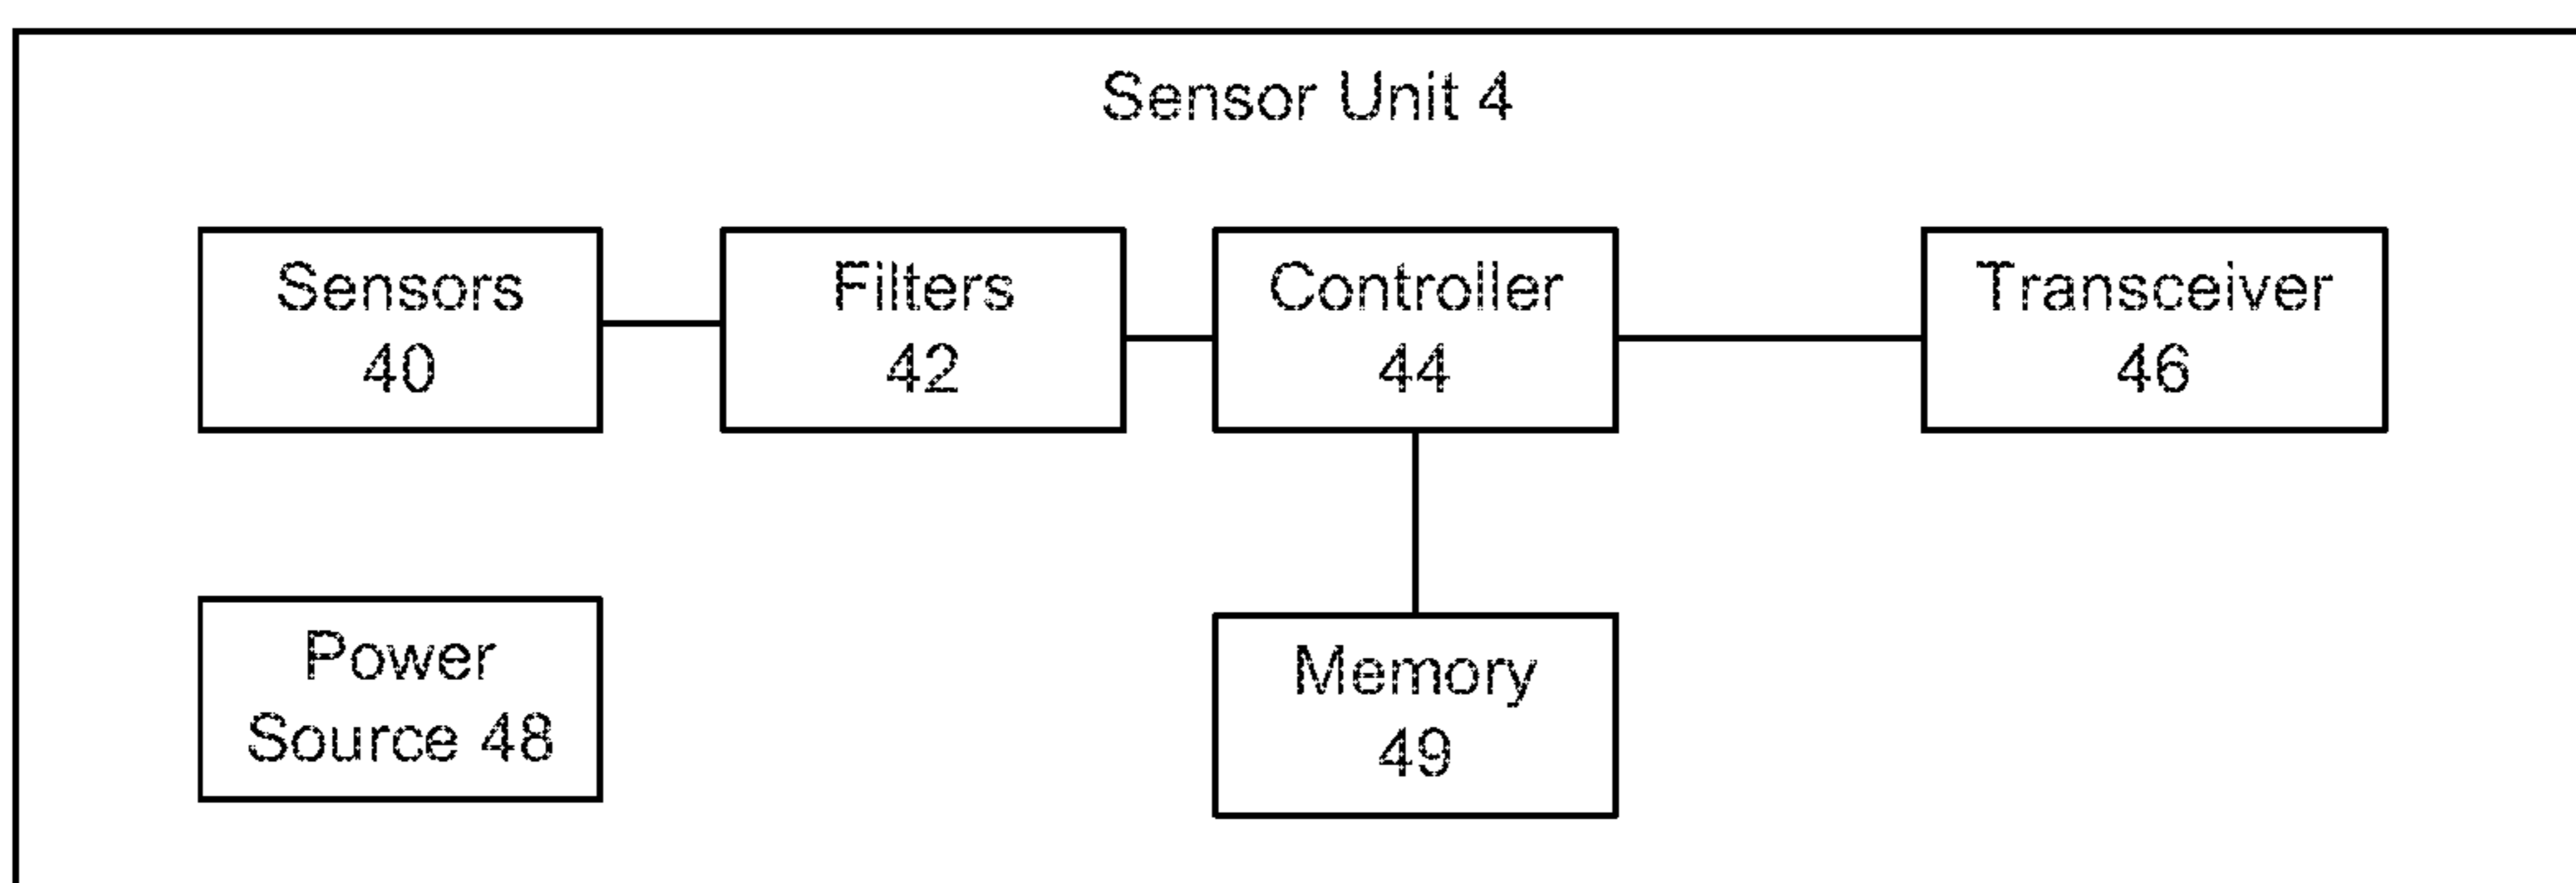 Sensor Unit 4
Sensors
40
Filters
42
Controller
44
Transceiver
46
Power
Source 48
Memory
49